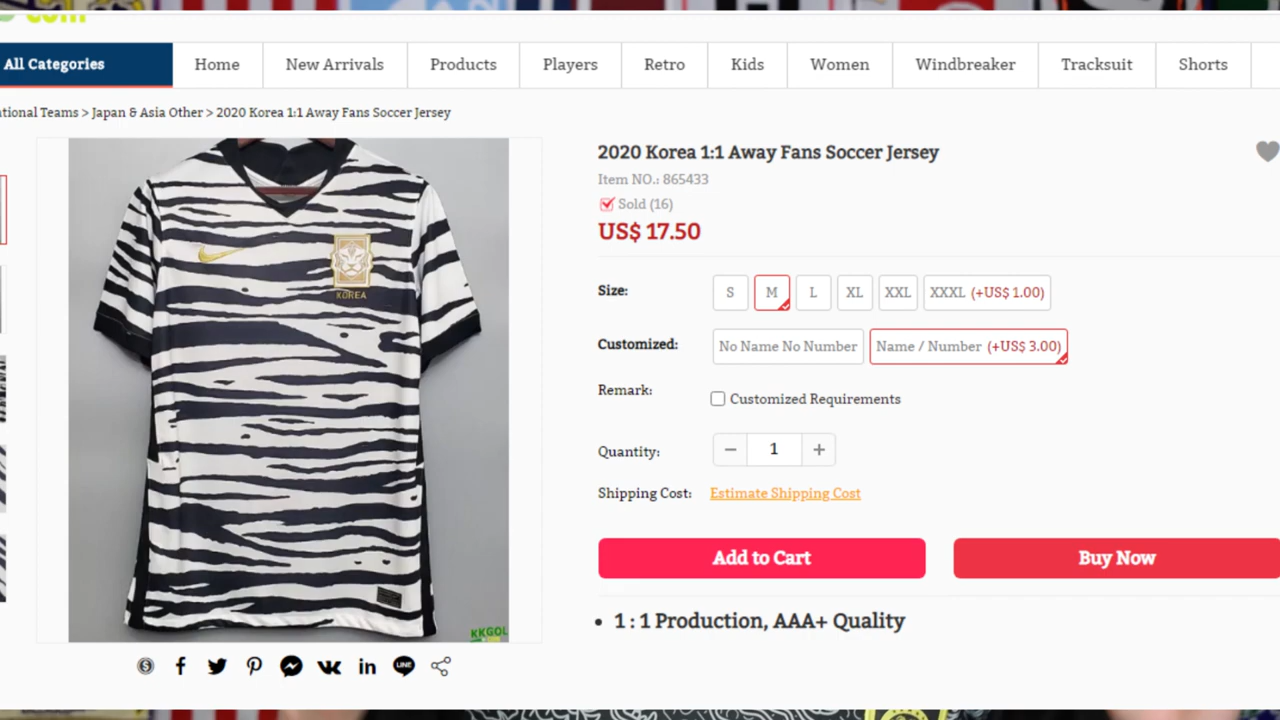 com
All Categories
Home
New Arrivals
Products
Players
Retro
Kids
Women
Windbreaker
Tracksuit
Shorts
tional Teams > Japan & Asia Other > 2020 Korea 1:1 Away Fans Soccer Jersey
2020 Korea 1:1 Away Fans Soccer Jersey
Item NO.: 865433
Sold (16)
US$ 17.50
KOREA
Size:
S
M
L
XL
XXL
XXXL (+US$ 1.00)
Customized:
No Name No Number
Name / Number (+US$ 3.00)
Remark:
Customized Requirements
Quantity:
1
Shipping Cost:
Estimate Shipping Cost
Add to Cart
Buy Now
1 : 1 Production, AAA+ Quality
KKGOL
LINE